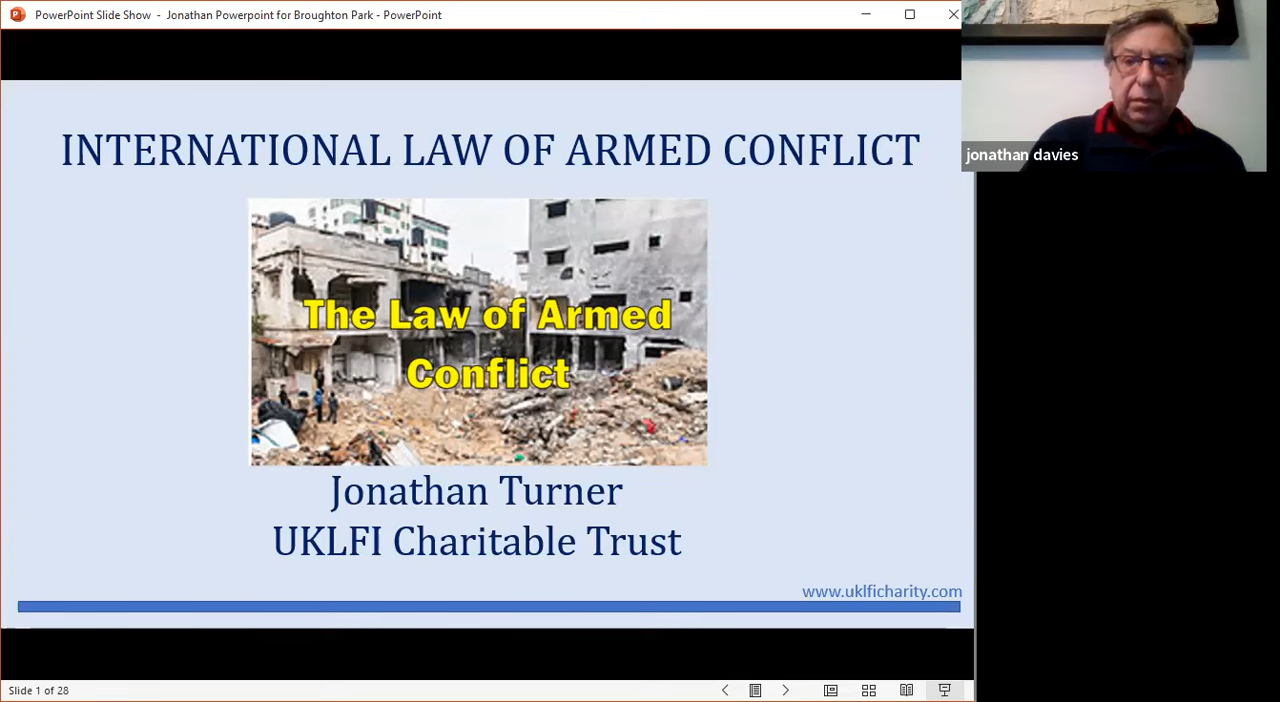 PowerPoint Slide Show - Jonathan Powerpoint for Broughton Park - PowerPoint
INTERNATIONAL LAW OF ARMED CONFLICT
The Law of Armed
Conflict
Jonathan Turner
UKLFI Charitable Trust
www.uklficharity.com
Slide 1 of 28
jonathan davies